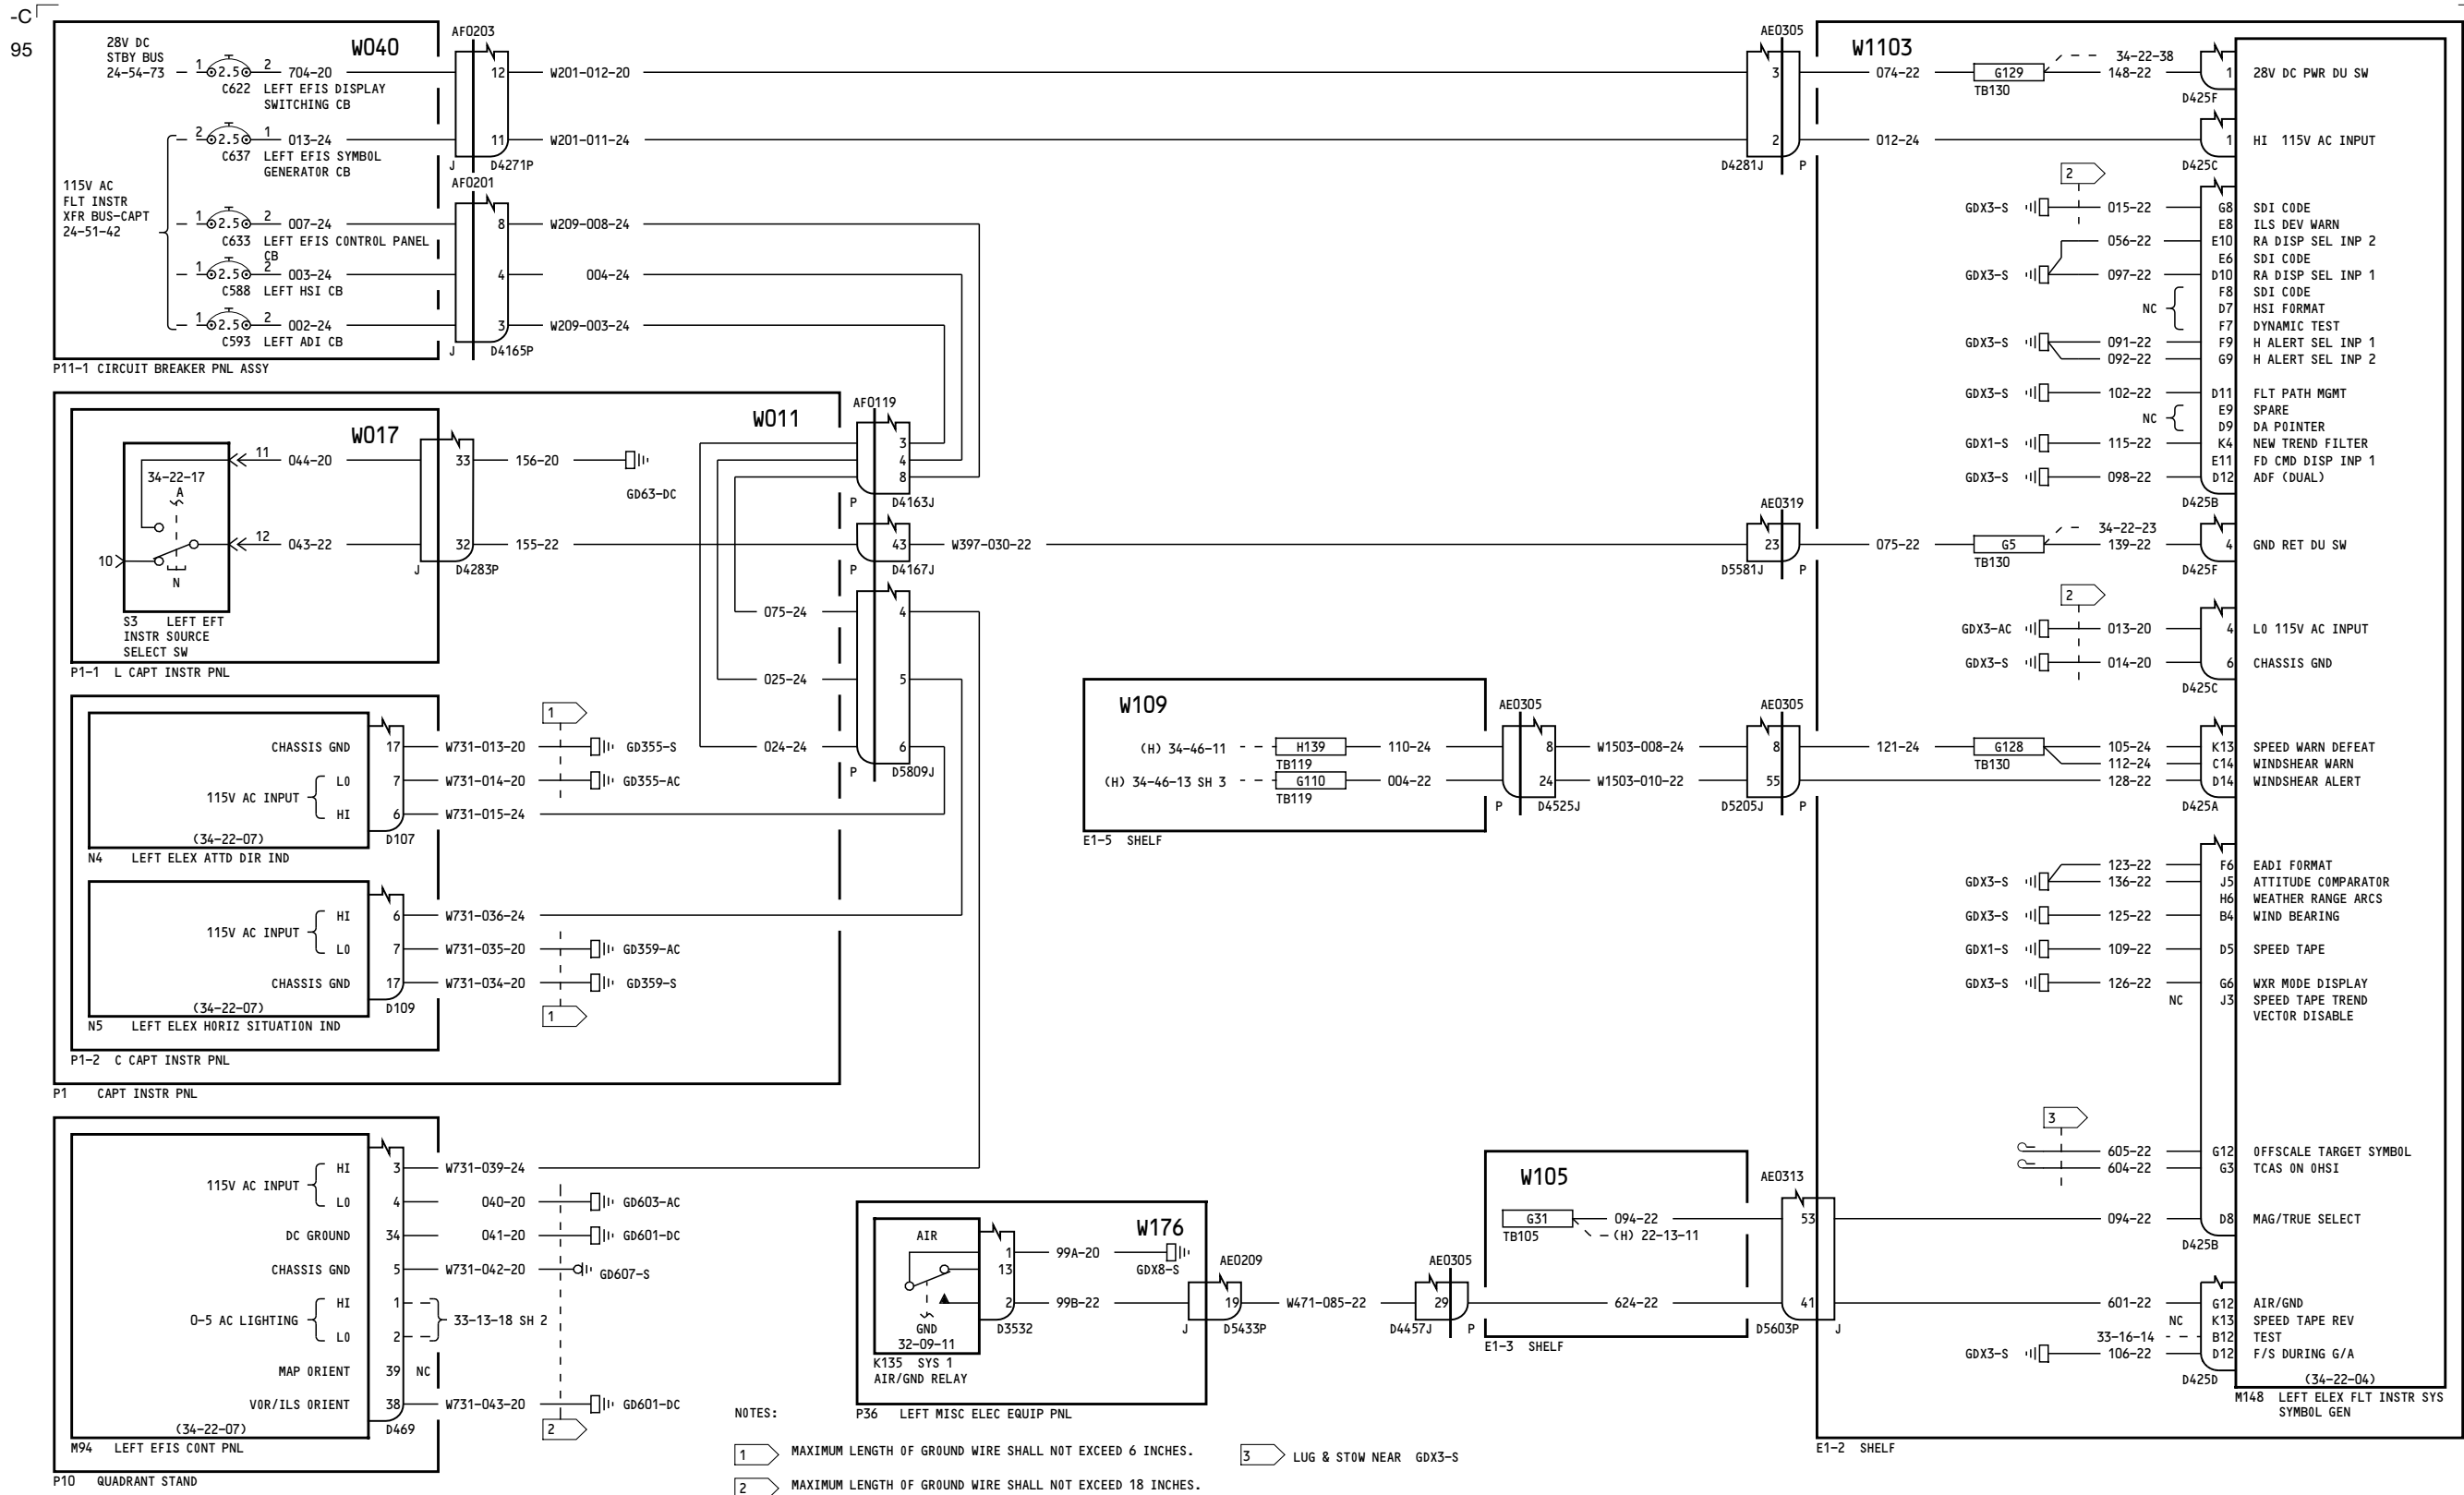 -C
95
28V DC
STBY BUS
24-54-73
W040
1 2.5 2 704-20
C622 LEFT EFIS DISPLAY
SWITCHING CB
2 2.5 1 013-24
C637 LEFT EFIS SYMBOL
GENERATOR CB
115V AC
FLT INSTR
XFR BUS-CAPT
24-51-42
1 2.5 2 007-24
C633 LEFT EFIS CONTROL PANEL
CB
1 2.5 2 003-24
C588 LEFT HSI CB
1 2.5 2 002-24
C593 LEFT ADI CB
P11-1 CIRCUIT BREAKER PNL ASSY
AF0203
12 W201-012-20
11 W201-011-24
J D4271P
AF0201
8 W209-008-24
4 004-24
3 W209-003-24
J D4165P
AE0305
3
2
D4281J P
W1103
074-22 G129 148-22
TB130
34-22-38
012-24
1 28V DC PWR DU SW
D425F
1 HI 115V AC INPUT
D425C
2
GDX3-S 015-22 G8 SDI CODE
E8 ILS DEV WARN
056-22 E10 RA DISP SEL INP 2
E6 SDI CODE
GDX3-S 097-22 D10 RA DISP SEL INP 1
F8 SDI CODE
NC D7 HSI FORMAT
F7 DYNAMIC TEST
GDX3-S 091-22 F9 H ALERT SEL INP 1
092-22 G9 H ALERT SEL INP 2
GDX3-S 102-22 D11 FLT PATH MGMT
E9 SPARE
NC D9 DA POINTER
GDX1-S 115-22 K4 NEW TREND FILTER
E11 FD CMD DISP INP 1
GDX3-S 098-22 D12 ADF (DUAL)
D425B
W017
W011
34-22-17
A
11 044-20
12 043-22
10
N
S3 LEFT EFT
INSTR SOURCE
SELECT SW
P1-1 L CAPT INSTR PNL
33 156-20
GD63-DC
32 155-22
J D4283P
AF0119
3
4
8
P D4163J
43 W397-030-22
P D4167J
075-24 4
025-24 5
024-24 6
P D5809J
AE0319
23
D5581J P
075-22 G5 139-22
TB130
34-22-23
4 GND RET DU SW
D425F
2
GDX3-AC 013-20 4 LO 115V AC INPUT
GDX3-S 014-20 6 CHASSIS GND
D425C
1
CHASSIS GND 17 W731-013-20 GD355-S
LO 7 W731-014-20 GD355-AC
115V AC INPUT
HI 6 W731-015-24
(34-22-07) D107
N4 LEFT ELEX ATTD DIR IND
HI 6 W731-036-24
115V AC INPUT
LO 7 W731-035-20 GD359-AC
CHASSIS GND 17 W731-034-20 GD359-S
(34-22-07) D109
1
N5 LEFT ELEX HORIZ SITUATION IND
P1-2 C CAPT INSTR PNL
P1 CAPT INSTR PNL
W109
(H) 34-46-11 H139 110-24
TB119
(H) 34-46-13 SH 3 G110 004-22
TB119
E1-5 SHELF
AE0305
8 W1503-008-24
24 W1503-010-22
P D4525J
AE0305
8
55
D5205J P
121-24 G128 105-24 K13 SPEED WARN DEFEAT
TB130 112-24 C14 WINDSHEAR WARN
128-22 D14 WINDSHEAR ALERT
D425A
123-22 F6 EADI FORMAT
GDX3-S 136-22 J5 ATTITUDE COMPARATOR
H6 WEATHER RANGE ARCS
GDX3-S 125-22 B4 WIND BEARING
GDX1-S 109-22 D5 SPEED TAPE
GDX3-S 126-22 G6 WXR MODE DISPLAY
NC J3 SPEED TAPE TREND
VECTOR DISABLE
3
605-22 G12 OFFSCALE TARGET SYMBOL
604-22 G3 TCAS ON OHSI
094-22 D8 MAG/TRUE SELECT
D425B
601-22 G12 AIR/GND
NC K13 SPEED TAPE REV
33-16-14 B12 TEST
GDX3-S 106-22 D12 F/S DURING G/A
D425D (34-22-04)
M148 LEFT ELEX FLT INSTR SYS
SYMBOL GEN
E1-2 SHELF
HI 3 W731-039-24
115V AC INPUT
LO 4 040-20 GD603-AC
DC GROUND 34 041-20 GD601-DC
CHASSIS GND 5 W731-042-20 GD607-S
HI 1
0-5 AC LIGHTING 33-13-18 SH 2
LO 2
MAP ORIENT 39 NC
VOR/ILS ORIENT 38 W731-043-20 GD601-DC
(34-22-07) D469
2
M94 LEFT EFIS CONT PNL
P10 QUADRANT STAND
W176
AIR
1 99A-20
13 GDX8-S
2 99B-22
GND
32-09-11
D3532
K135 SYS 1
AIR/GND RELAY
P36 LEFT MISC ELEC EQUIP PNL
AE0209
19 W471-085-22
J D5433P
AE0305
29
D4457J P
W105
G31 094-22
TB105 (H) 22-13-11
624-22
E1-3 SHELF
AE0313
53
41
D5603P J
NOTES:
1 MAXIMUM LENGTH OF GROUND WIRE SHALL NOT EXCEED 6 INCHES.
3 LUG & STOW NEAR GDX3-S
2 MAXIMUM LENGTH OF GROUND WIRE SHALL NOT EXCEED 18 INCHES.